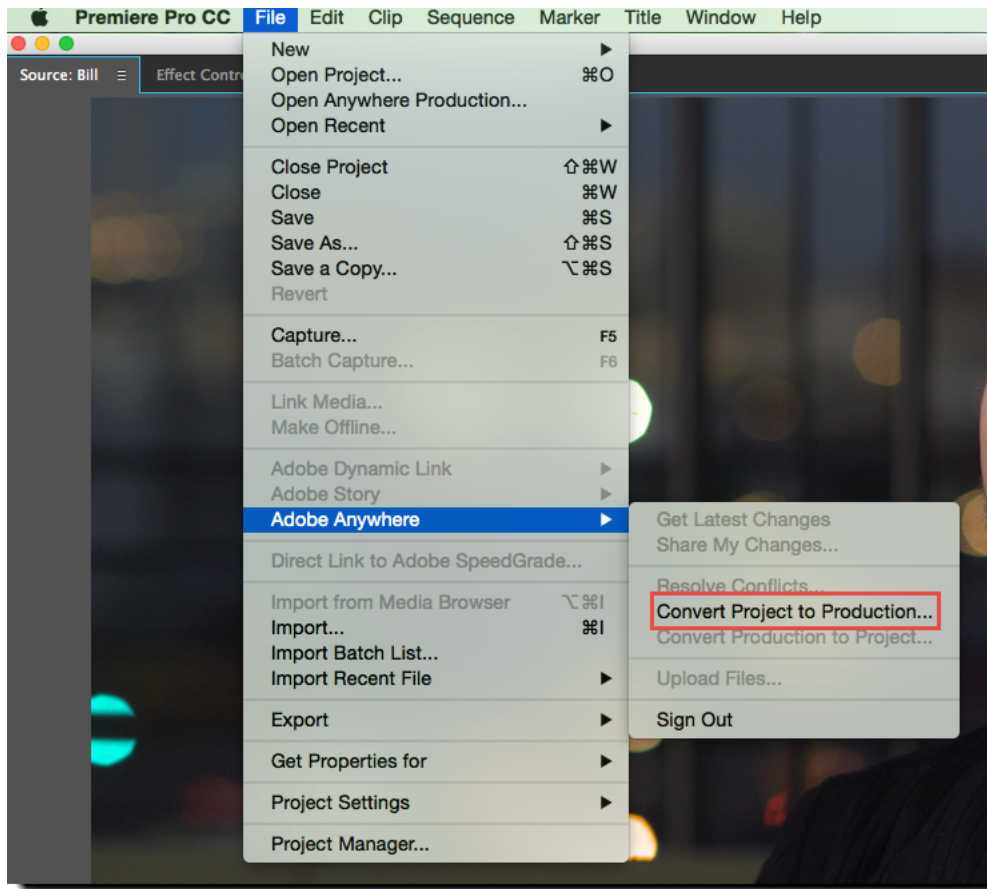 Premiere Pro CC File Edit Clip Sequence Marker Title Window Help
Source: Bill Effect Contr
New
Open Project... ⌘O
Open Anywhere Production...
Open Recent
Close Project ⇧⌘W
Close ⌘W
Save ⌘S
Save As... ⇧⌘S
Save a Copy... ⌥⌘S
Revert
Capture... F5
Batch Capture... F6
Link Media...
Make Offline...
Adobe Dynamic Link
Adobe Story
Adobe Anywhere
Direct Link to Adobe SpeedGrade...
Import from Media Browser ⌥⌘I
Import... ⌘I
Import Batch List...
Import Recent File
Export
Get Properties for
Project Settings
Project Manager...
Get Latest Changes
Share My Changes...
Resolve Conflicts...
Convert Project to Production...
Convert Production to Project...
Upload Files...
Sign Out